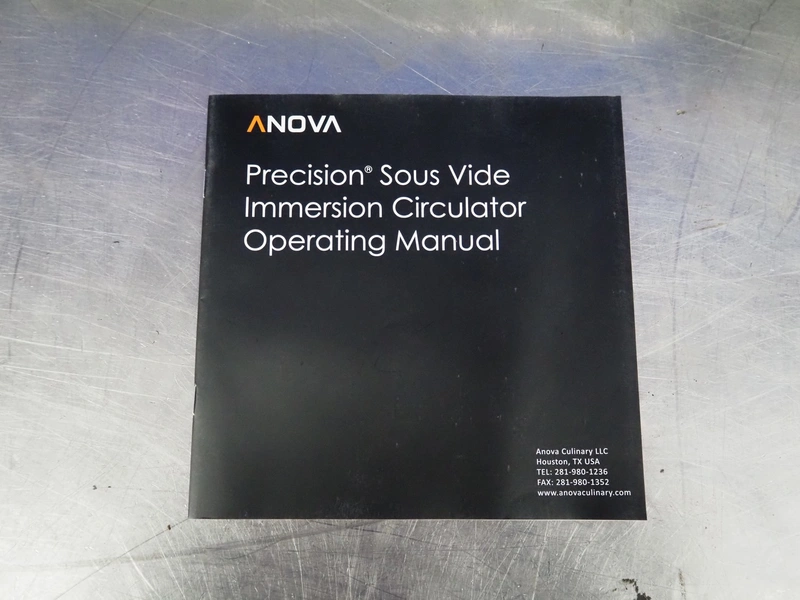 ANOVA
Precision® Sous Vide
Immersion Circulator
Operating Manual
Anova Culinary LLC
Houston, TX USA
TEL: 281-980-1236
FAX: 281-980-1352
www.anovaculinary.com